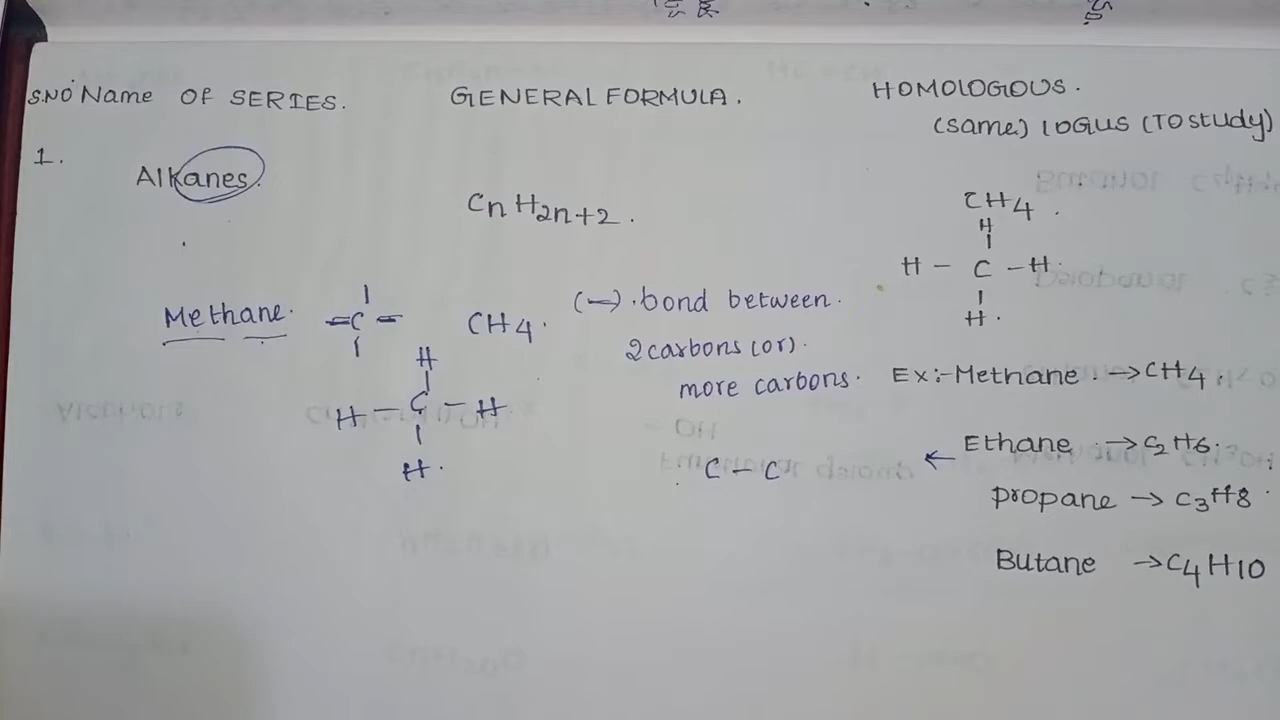 S.NO Name OF SERIES. GENERAL FORMULA. HOMOLOGOUS.
(same) LOGUS (TO study)
1.
Alkanes.
CnH2n+2.
CH4.
H
H – C – H.
H.
Methane. – C – CH4. (–) . bond between.
2 carbons (or).
more carbons.
H
H – C – H
H.
C – C
Ex:- Methane. → CH4.
← Ethane → C2H6.
propane → C3H8
Butane → C4H10